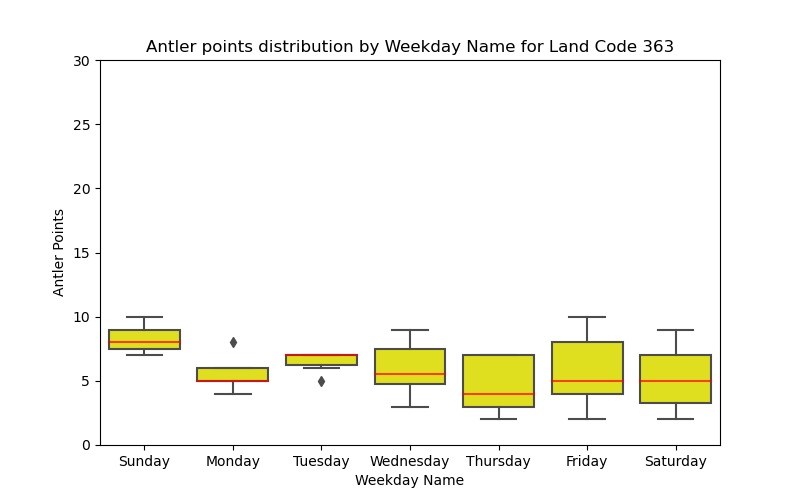 Antler points distribution by Weekday Name for Land Code 363
Antler Points
30
25
20
15
10
5
0
Sunday Monday Tuesday Wednesday Thursday Friday Saturday
Weekday Name